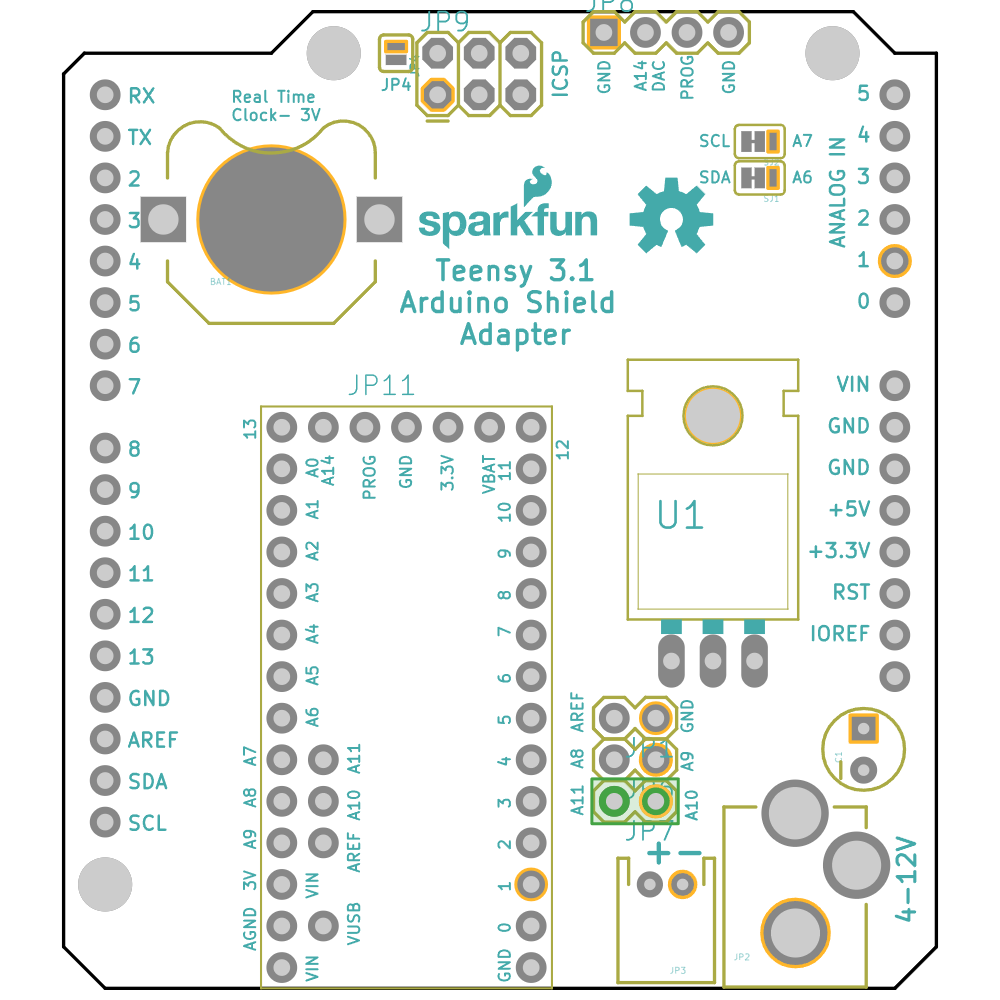 JP8
JP9
GND
A14
DAC
PROG
GND
ICSP
JP4
Real Time
Clock- 3V
RX
TX
2
3
4
5
6
7
8
9
10
11
12
13
GND
AREF
SDA
SCL
BAT1
sparkfun
Teensy 3.1
Arduino Shield
Adapter
SCL
A7
SDA
A6
SJ1
ANALOG IN
5
4
3
2
1
0
VIN
GND
GND
+5V
+3.3V
RST
IOREF
JP11
13
A0
A14
PROG
GND
3.3V
VBAT
11
12
A1
A2
A3
A4
A5
A6
A7
A8
A9
3V
AGND
VIN
A11
A10
AREF
VIN
VUSB
10
9
8
7
6
5
4
3
2
1
0
GND
U1
AREF
GND
A8
A9
A11
A10
JP7
+ -
JP3
JP2
C1
4-12V